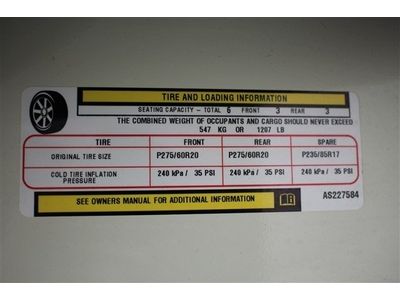 TIRE AND LOADING INFORMATION
SEATING CAPACITY - TOTAL 6 FRONT 3 REAR 3
THE COMBINED WEIGHT OF OCCUPANTS AND CARGO SHOULD NEVER EXCEED
547 KG OR 1207 LB
TIRE FRONT REAR SPARE
ORIGINAL TIRE SIZE P275/60R20 P275/60R20 P235/85R17
COLD TIRE INFLATION PRESSURE 240 kPa / 35 PSI 240 kPa / 35 PSI 240 kPa / 35 PSI
AS227584
SEE OWNERS MANUAL FOR ADDITIONAL INFORMATION